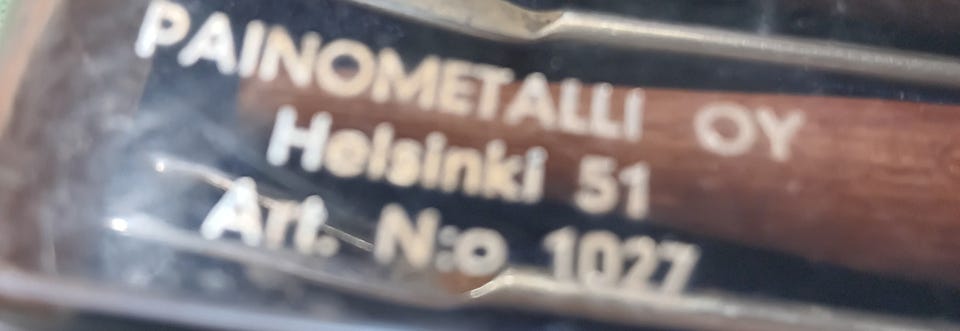 PAINOMETALLI OY
Helsinki 51
Art. N:o 1027